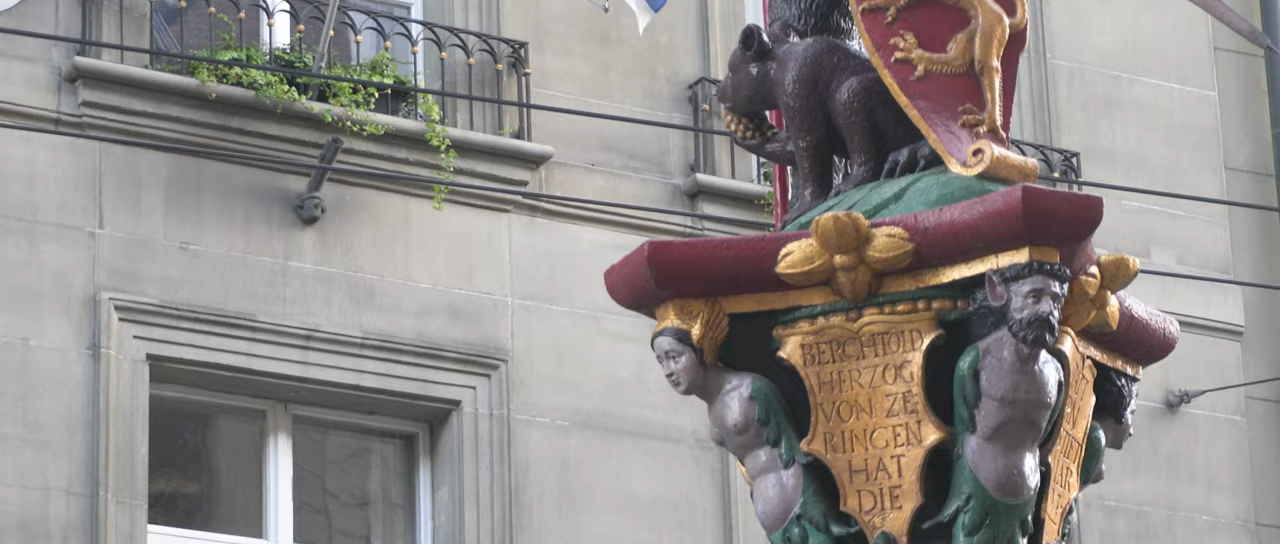 BERCHTOLD
HERZOG
VON ZE
RINGEN
HAT
DIE